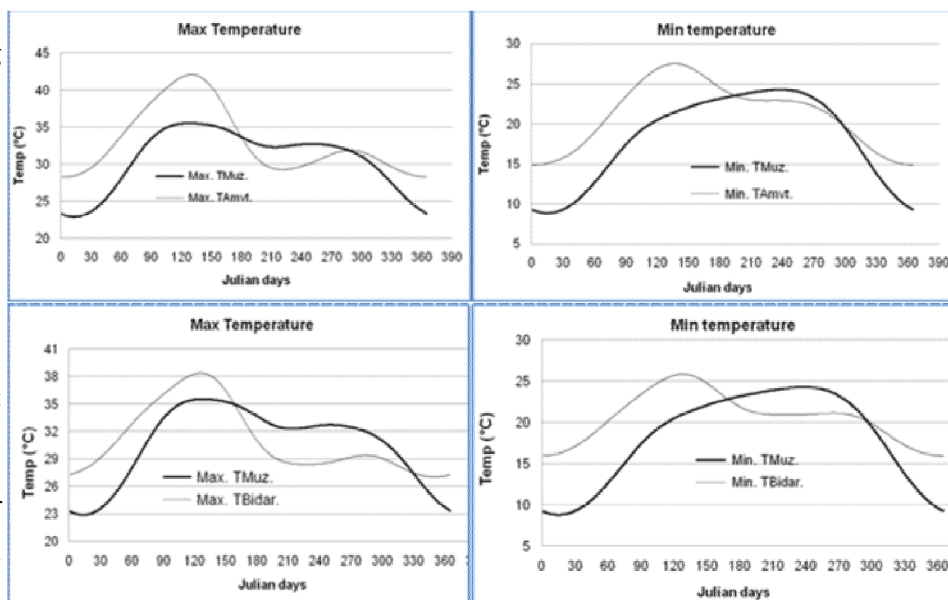 Max Temperature
Temp (°C)
45
40
35
30
25
20
Max. TMuz.
Max. TAmvt.
0 30 60 90 120 150 180 210 240 270 300 330 360 390
Julian days
Min temperature
Temp (°C)
30
25
20
15
10
5
Min. TMuz.
Min. TAmvt.
0 30 60 90 120 150 180 210 240 270 300 330 360 390
Julian days
Max Temperature
Temp (°C)
41
38
35
32
29
26
23
20
Max. TMuz.
Max. TBidar.
0 30 60 90 120 150 180 210 240 270 300 330 360
Julian days
Min temperature
Temp (°C)
30
25
20
15
10
5
Min. TMuz.
Min. TBidar.
0 30 60 90 120 150 180 210 240 270 300 330 360
Julian days